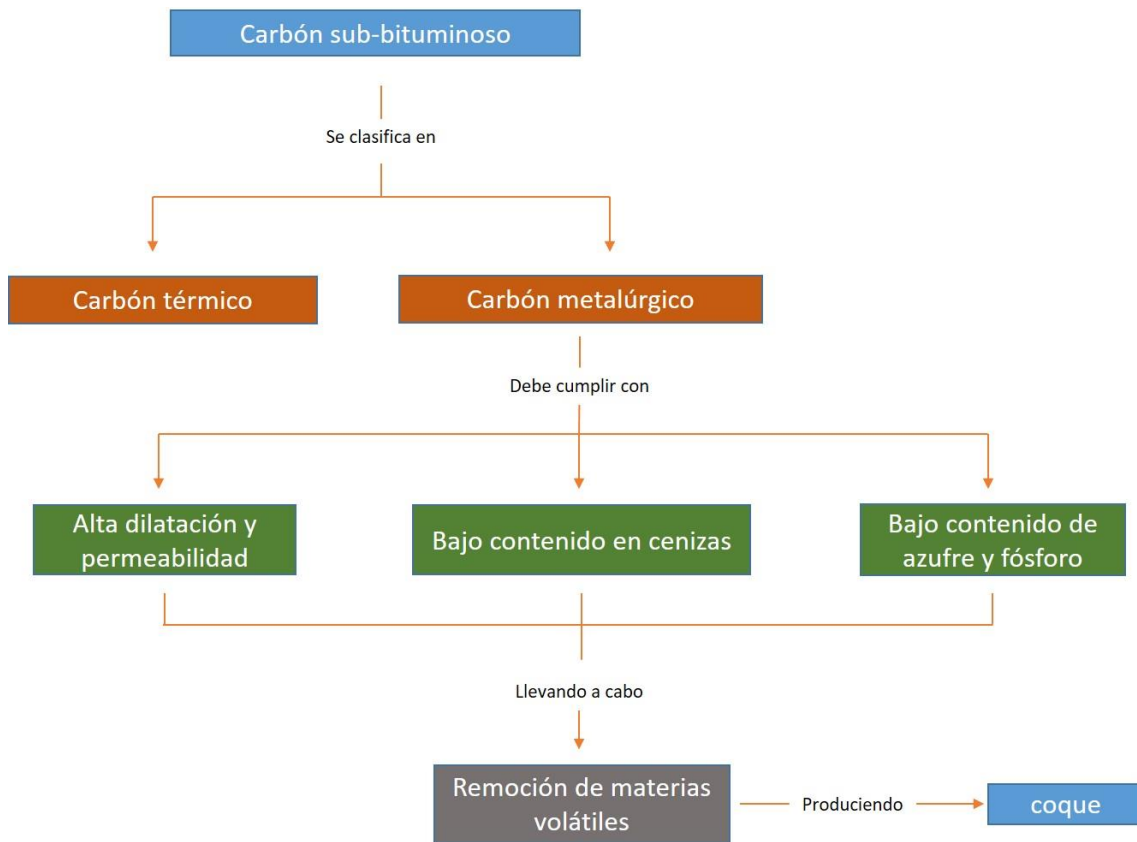 Carbón sub-bituminoso
Se clasifica en
Carbón térmico
Carbón metalúrgico
Debe cumplir con
Alta dilatación y
permeabilidad
Bajo contenido en cenizas
Bajo contenido de
azufre y fósforo
Llevando a cabo
Remoción de materias
volátiles
Produciendo
coque